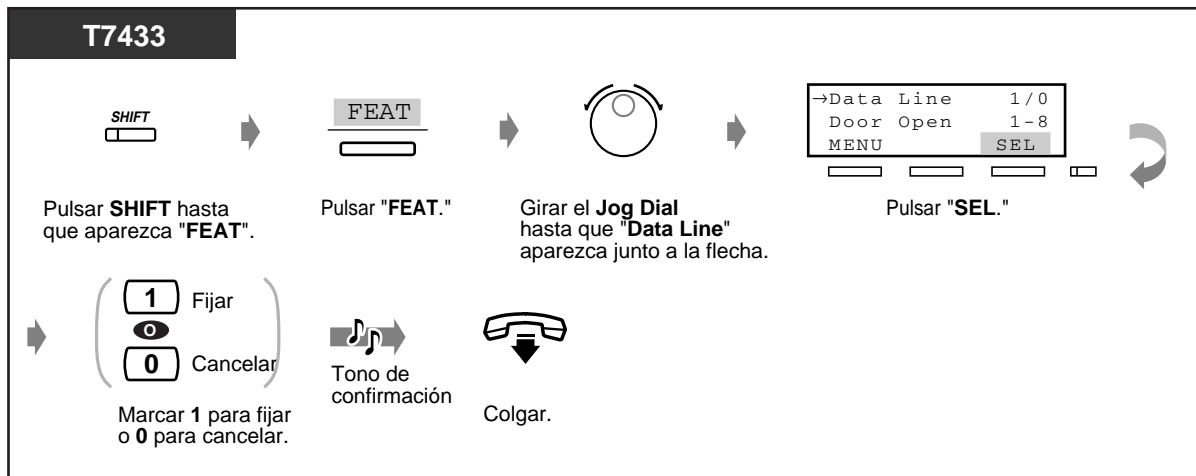 T7433
SHIFT
FEAT
→Data Line 1/0
Door Open 1-8
MENU SEL
Pulsar SHIFT hasta
que aparezca "FEAT".
Pulsar "FEAT."
Girar el Jog Dial
hasta que "Data Line"
aparezca junto a la flecha.
Pulsar "SEL."
1 Fijar
O
0 Cancelar
Marcar 1 para fijar
o 0 para cancelar.
Tono de
confirmación
Colgar.